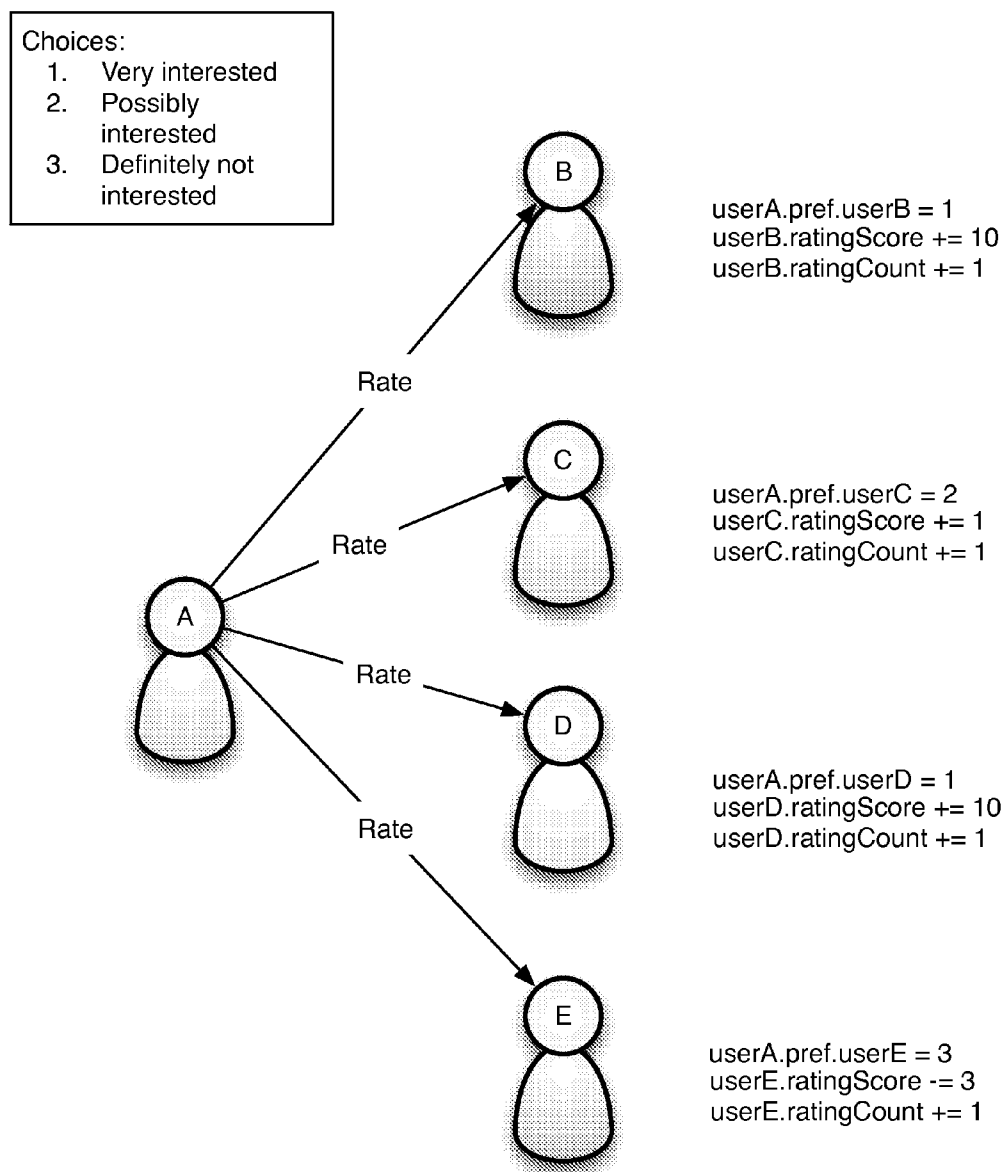 Choices:
1. Very interested
2. Possibly
interested
3. Definitely not
interested
B
userA.pref.userB = 1
userB.ratingScore += 10
userB.ratingCount += 1
Rate
C
userA.pref.userC = 2
userC.ratingScore += 1
userC.ratingCount += 1
Rate
A
Rate
D
userA.pref.userD = 1
userD.ratingScore += 10
userD.ratingCount += 1
Rate
E
userA.pref.userE = 3
userE.ratingScore -= 3
userE.ratingCount += 1